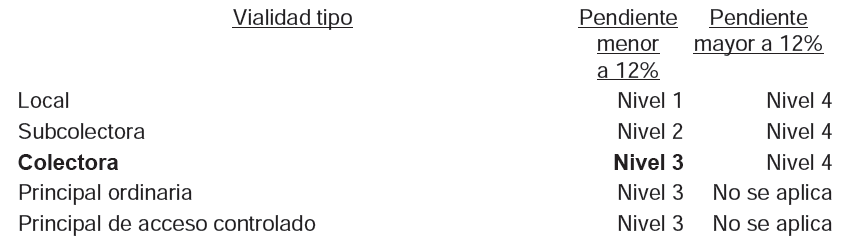 Vialidad tipo Pendiente Pendiente
menor mayor a 12%
a 12%
Local Nivel 1 Nivel 4
Subcolectora Nivel 2 Nivel 4
Colectora Nivel 3 Nivel 4
Principal ordinaria Nivel 3 No se aplica
Principal de acceso controlado Nivel 3 No se aplica